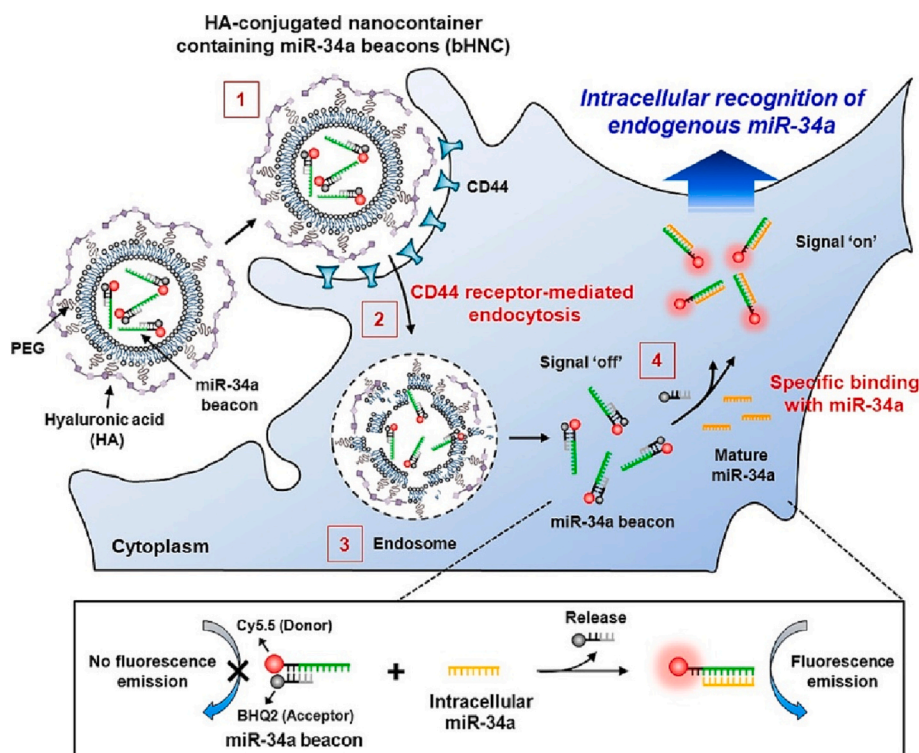 HA-conjugated nanocontainer
containing miR-34a beacons (bHNC)
1
Intracellular recognition of
endogenous miR-34a
CD44
Signal 'on'
2
CD44 receptor-mediated
endocytosis
PEG
miR-34a
beacon
Hyaluronic acid
(HA)
Signal 'off'
4
Specific binding
with miR-34a
Mature
miR-34a
miR-34a beacon
Cytoplasm
3
Endosome
Cy5.5 (Donor)
Release
No fluorescence
emission
+
Intracellular
miR-34a
Fluorescence
emission
BHQ2 (Acceptor)
miR-34a beacon